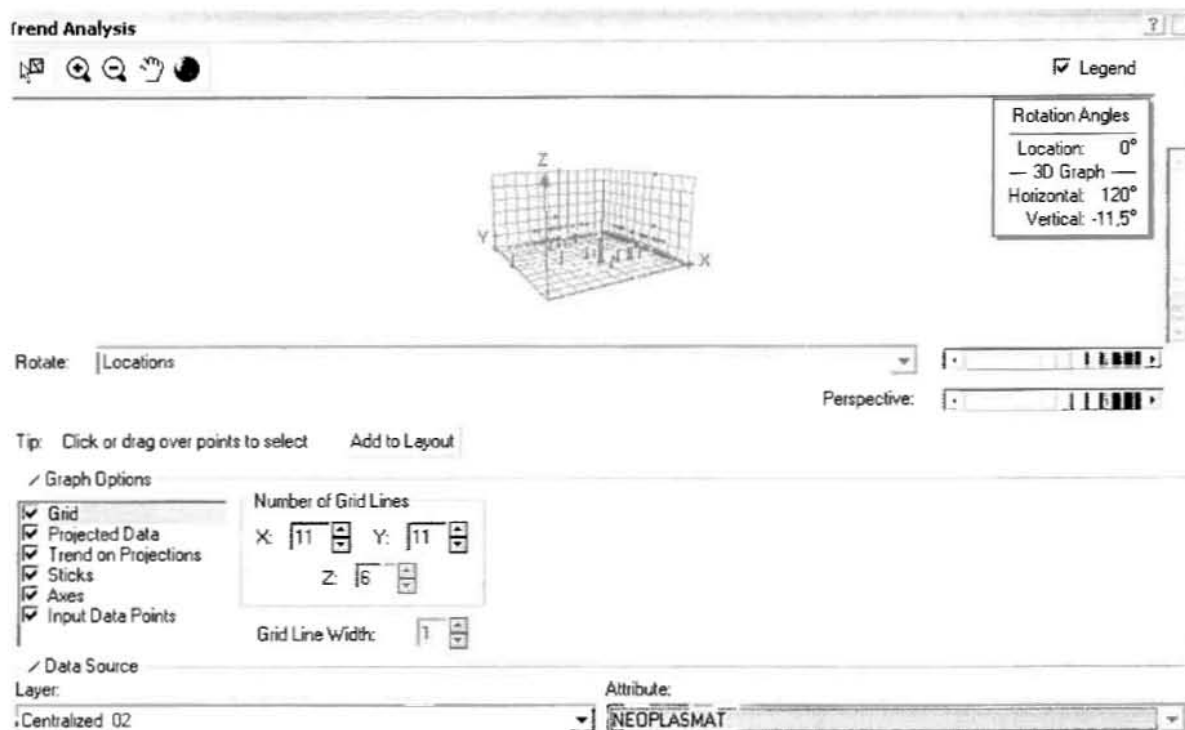 Trend Analysis
Legend
Rotation Angles
Location: 0°
— 3D Graph —
Horizontal: 120°
Vertical: -11,5°
Z
Y
X
Rotate: Locations
Perspective:
Tip: Click or drag over points to select Add to Layout
Graph Options
Grid
Projected Data
Trend on Projections
Sticks
Axes
Input Data Points
Number of Grid Lines
X: 11 Y: 11
Z: 6
Grid Line Width: 1
Data Source
Layer: Attribute:
Centralized 02 NEOPLASMAT